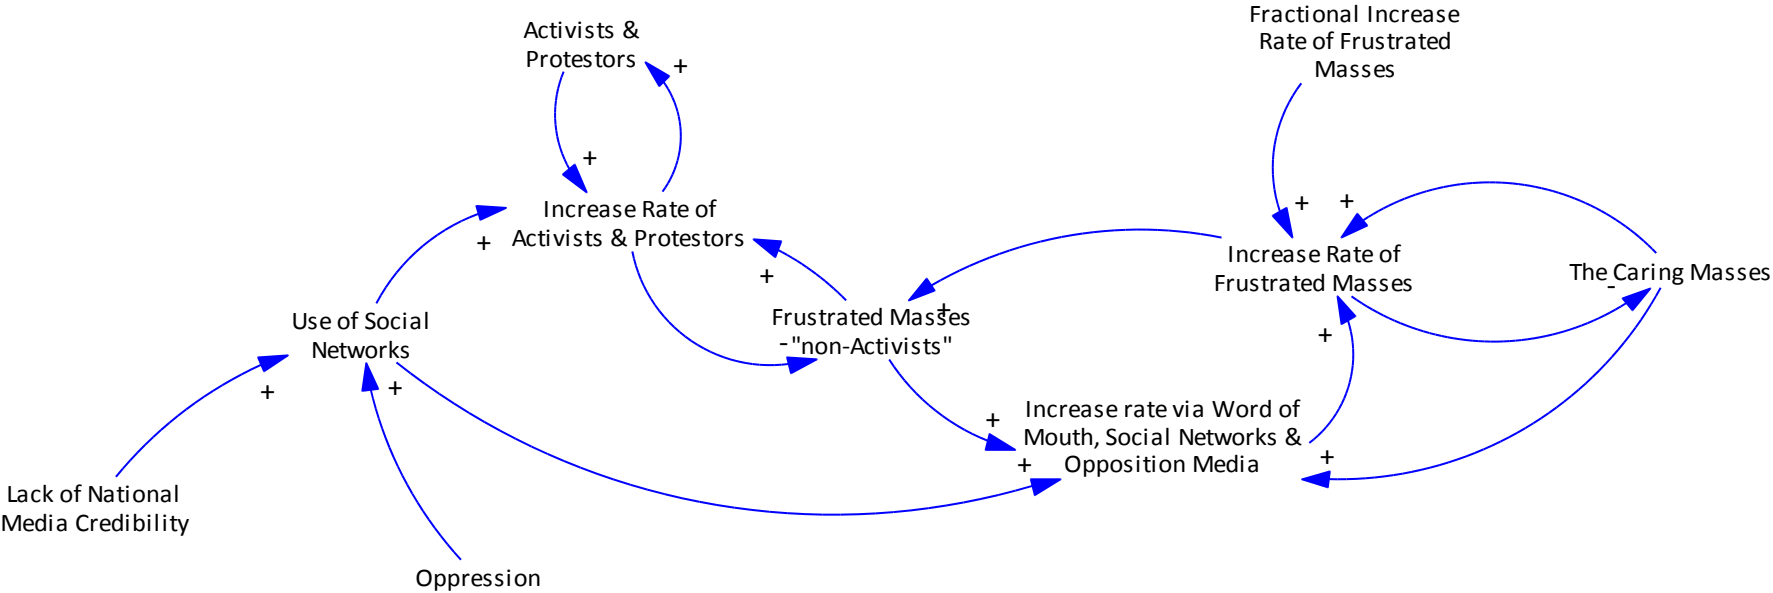 Activists &
Protestors
+
+
Fractional Increase
Rate of Frustrated
Masses
+
+
Increase Rate of
Activists & Protestors
+
+
Increase Rate of
Frustrated Masses
+
The Caring Masses
-
Frustrated Masses
+
- "non-Activists"
Use of Social
Networks
+
+
Increase rate via Word of
Mouth, Social Networks &
Opposition Media
+
+
+
Lack of National
Media Credibility
Oppression